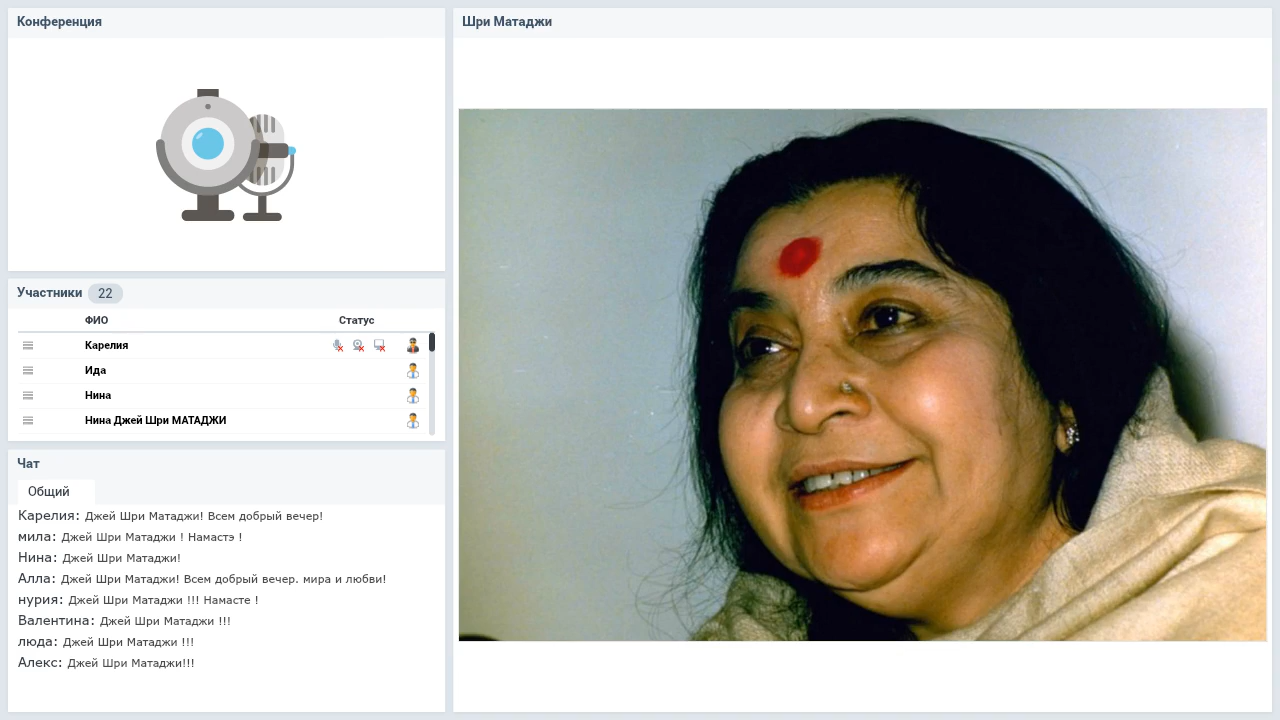 Конференция
Шри Матаджи
Участники 22
ФИО Статус
Карелия
Ида
Нина
Нина Джей Шри МАТАДЖИ
Чат
Общий
Карелия: Джей Шри Матаджи! Всем добрый вечер!
мила: Джей Шри Матаджи ! Намастэ !
Нина: Джей Шри Матаджи!
Алла: Джей Шри Матаджи! Всем добрый вечер. мира и любви!
нурия: Джей Шри Матаджи !!! Намасте !
Валентина: Джей Шри Матаджи !!!
люда: Джей Шри Матаджи !!!
Алекс: Джей Шри Матаджи!!!